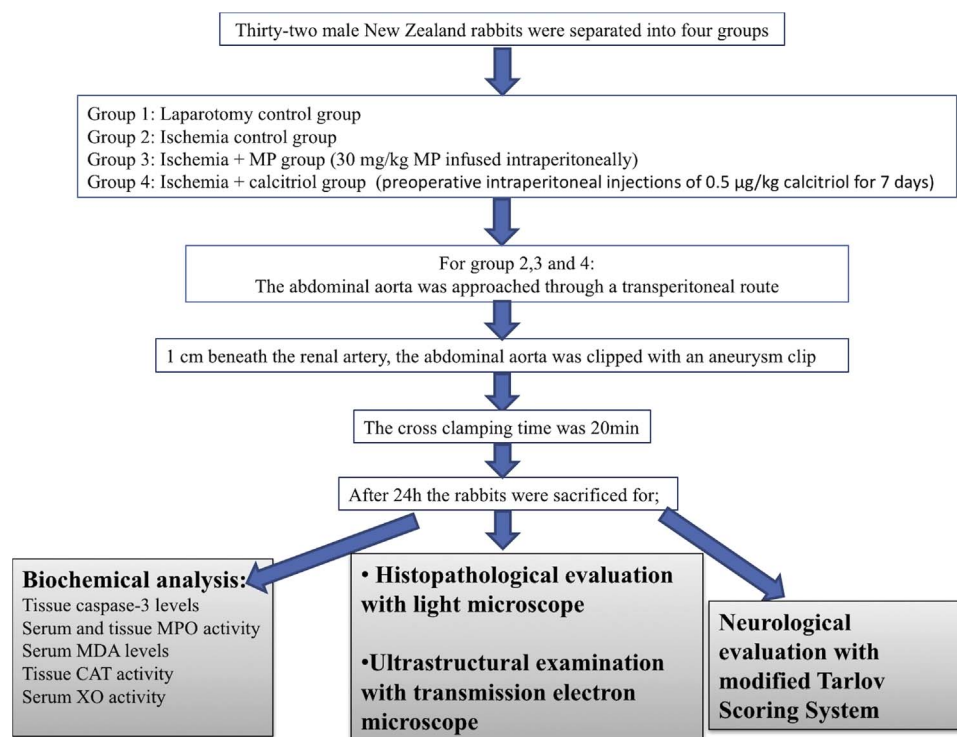 Thirty-two male New Zealand rabbits were separated into four groups
Group 1: Laparotomy control group
Group 2: Ischemia control group
Group 3: Ischemia + MP group (30 mg/kg MP infused intraperitoneally)
Group 4: Ischemia + calcitriol group (preoperative intraperitoneal injections of 0.5 µg/kg calcitriol for 7 days)
For group 2,3 and 4:
The abdominal aorta was approached through a transperitoneal route
1 cm beneath the renal artery, the abdominal aorta was clipped with an aneurysm clip
The cross clamping time was 20min
After 24h the rabbits were sacrificed for;
Biochemical analysis:
Tissue caspase-3 levels
Serum and tissue MPO activity
Serum MDA levels
Tissue CAT activity
Serum XO activity
• Histopathological evaluation
with light microscope
•Ultrastructural examination
with transmission electron
microscope
Neurological
evaluation with
modified Tarlov
Scoring System